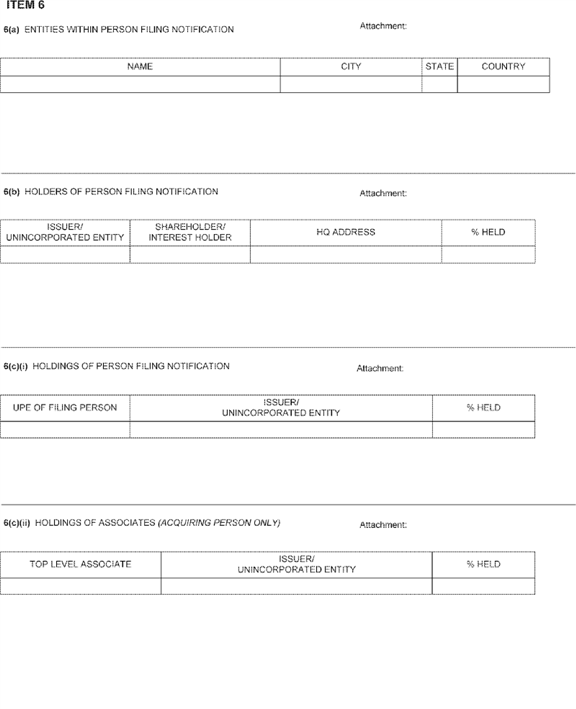 ITEM 6
6(a) ENTITIES WITHIN PERSON FILING NOTIFICATION Attachment:
NAME CITY STATE COUNTRY
6(b) HOLDERS OF PERSON FILING NOTIFICATION Attachment:
ISSUER/ UNINCORPORATED ENTITY SHAREHOLDER/ INTEREST HOLDER HQ ADDRESS % HELD
6(c)(i) HOLDINGS OF PERSON FILING NOTIFICATION Attachment:
UPE OF FILING PERSON ISSUER/ UNINCORPORATED ENTITY % HELD
6(c)(ii) HOLDINGS OF ASSOCIATES (ACQUIRING PERSON ONLY) Attachment:
TOP LEVEL ASSOCIATE ISSUER/ UNINCORPORATED ENTITY % HELD